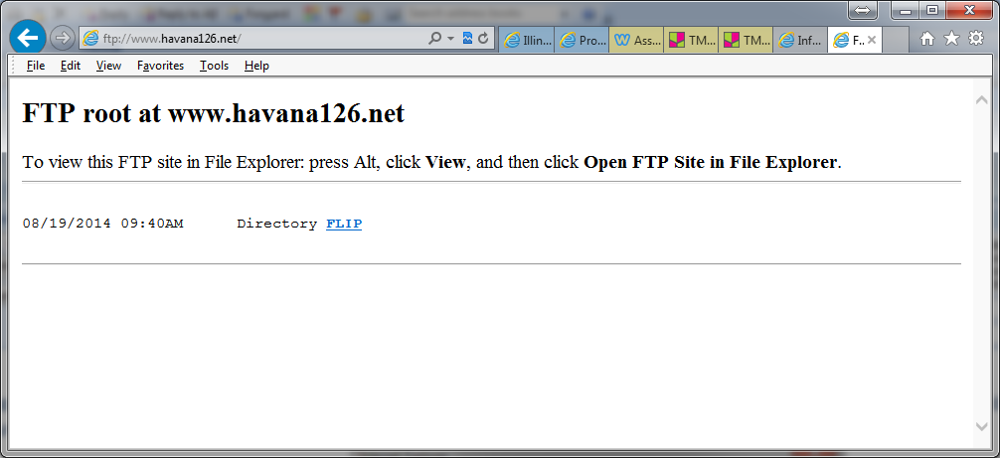 ftp://www.havana126.net/
Illin...
Pro...
Ass...
TM...
TM...
Inf...
F...
File Edit View Favorites Tools Help
FTP root at www.havana126.net
To view this FTP site in File Explorer: press Alt, click View, and then click Open FTP Site in File Explorer.
08/19/2014 09:40AM Directory FLIP